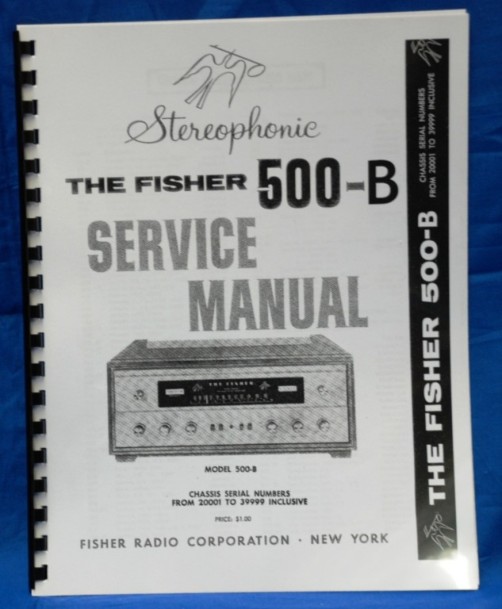 Stereophonic
THE FISHER 500-B
SERVICE
MANUAL
THE FISHER
MODEL 500-B
CHASSIS SERIAL NUMBERS
FROM 20001 TO 39999 INCLUSIVE
PRICE: $1.00
FISHER RADIO CORPORATION · NEW YORK
THE FISHER 500-B
CHASSIS SERIAL NUMBERS
FROM 20001 TO 39999 INCLUSIVE